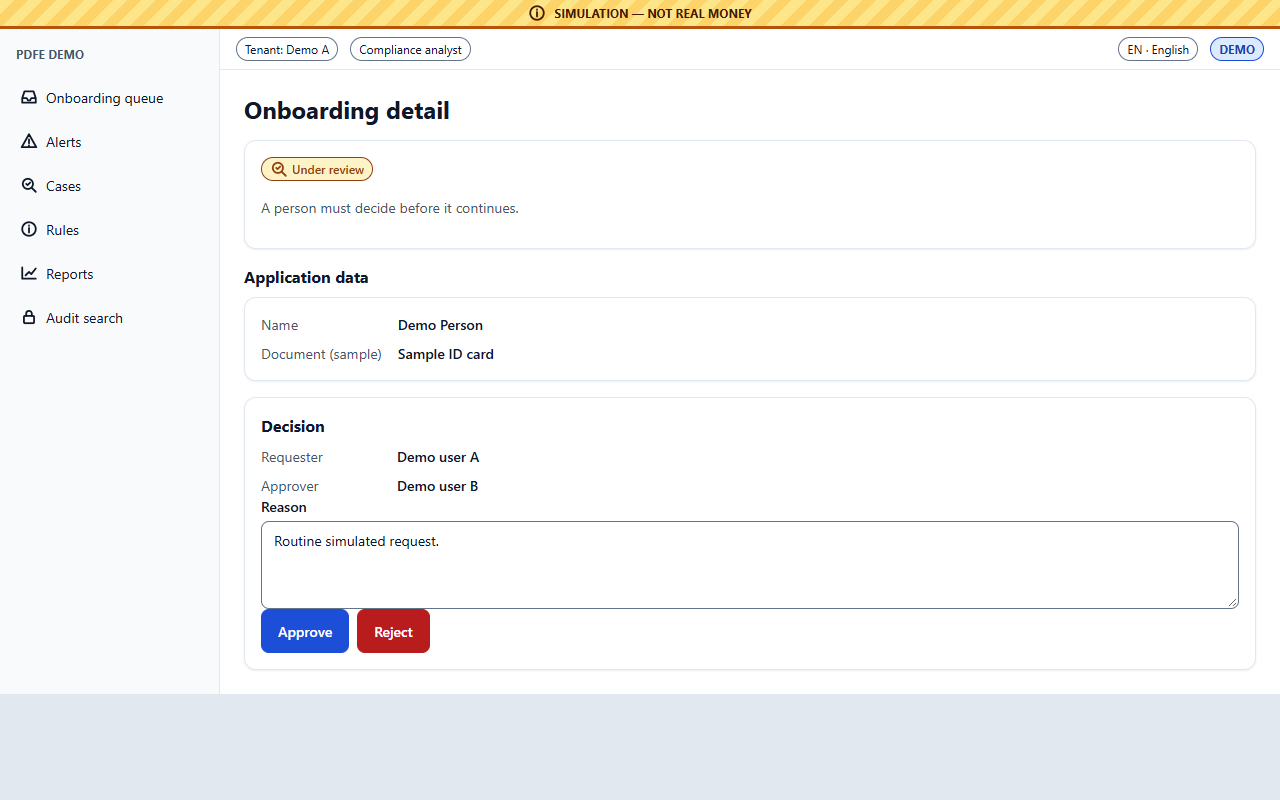 SIMULATION — NOT REAL MONEY
PDFE DEMO
Tenant: Demo A
Compliance analyst
EN · English
DEMO
Onboarding queue
Alerts
Cases
Rules
Reports
Audit search
Onboarding detail
Under review
A person must decide before it continues.
Application data
Name Demo Person
Document (sample) Sample ID card
Decision
Requester Demo user A
Approver Demo user B
Reason
Routine simulated request.
Approve Reject